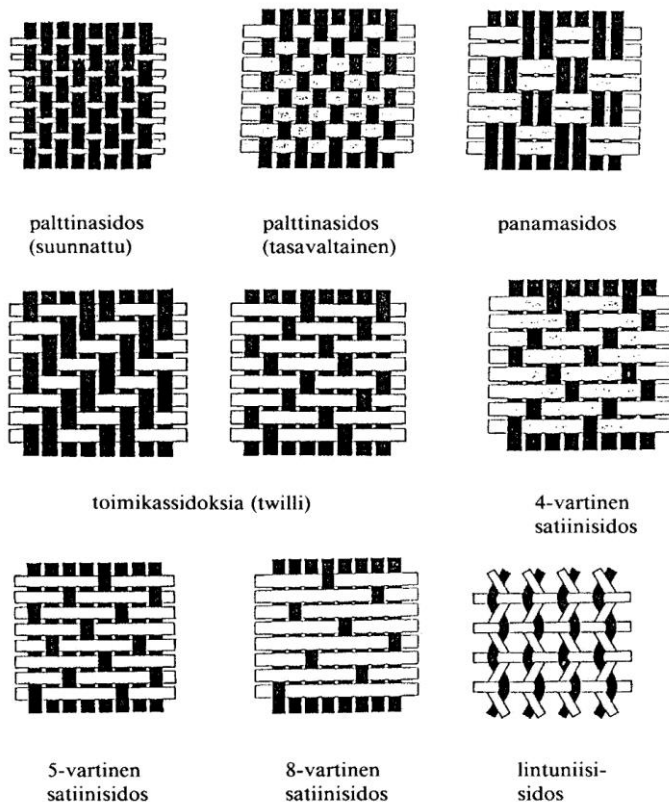 palttinasidos
(suunnattu)
palttinasidos
(tasavaltainen)
panamasidos
toimikassidoksia (twilli)
4-vartinen
satiinisidos
5-vartinen
satiinisidos
8-vartinen
satiinisidos
lintuniisi-
sidos